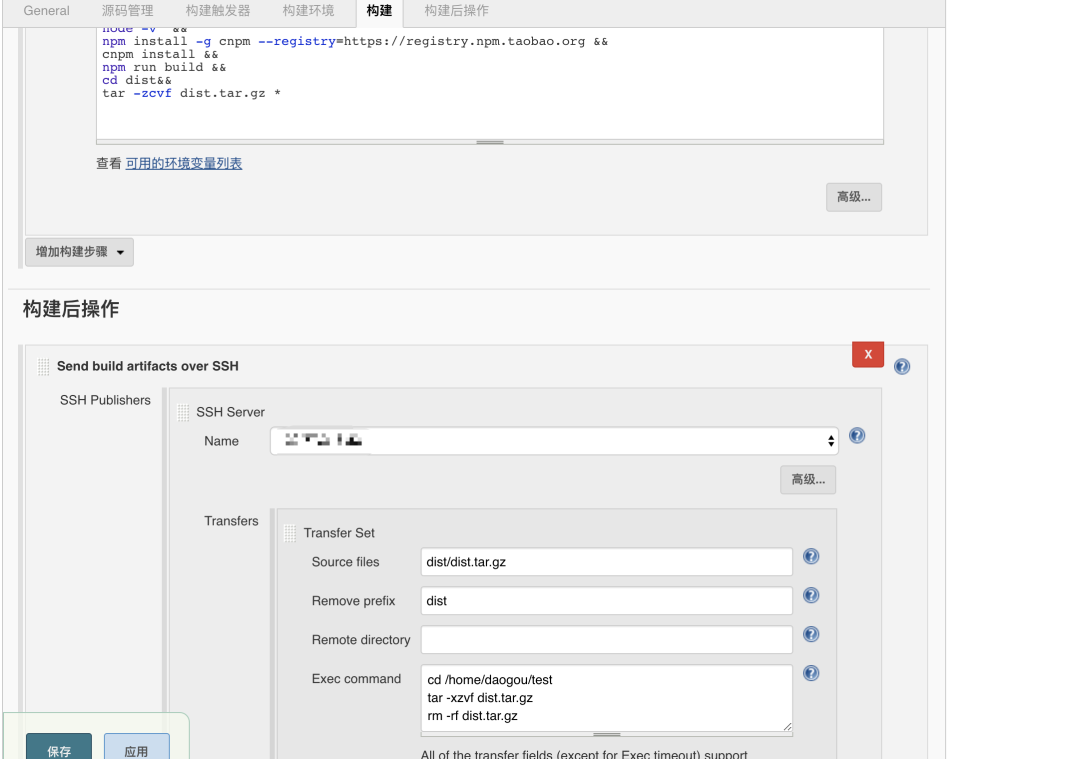 General 源码管理 构建触发器 构建环境 构建 构建后操作
node -v &&
npm install -g cnpm --registry=https://registry.npm.taobao.org &&
cnpm install &&
npm run build &&
cd dist&&
tar -zcvf dist.tar.gz *
查看 可用的环境变量列表
高级...
增加构建步骤
构建后操作
X
Send build artifacts over SSH
SSH Publishers
SSH Server
Name
高级...
Transfers
Transfer Set
Source files dist/dist.tar.gz
Remove prefix dist
Remote directory
Exec command cd /home/daogou/test
tar -xzvf dist.tar.gz
rm -rf dist.tar.gz
保存 应用
All of the transfer fields (except for Exec timeout) support